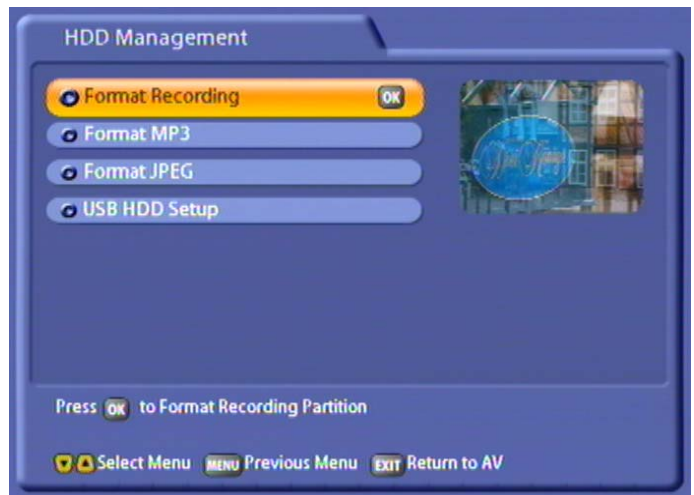 HDD Management
Format Recording OK
Format MP3
Format JPEG
USB HDD Setup
Press OK to Format Recording Partition
Select Menu MENU Previous Menu EXIT Return to AV